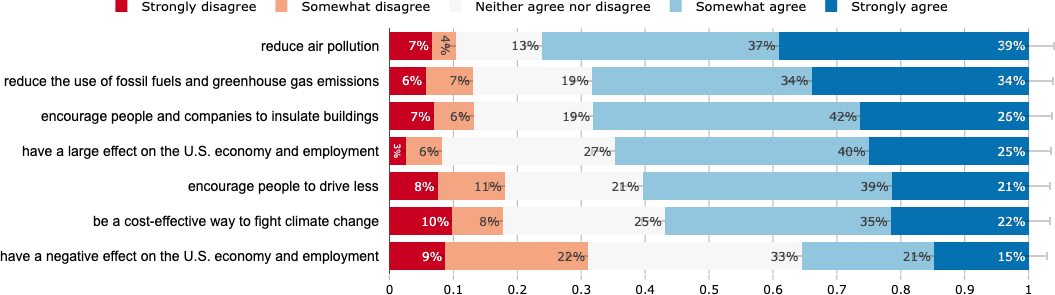 Strongly disagree Somewhat disagree Neither agree nor disagree Somewhat agree Strongly agree
reduce air pollution 7% 4% 13% 37% 39%
reduce the use of fossil fuels and greenhouse gas emissions 6% 7% 19% 34% 34%
encourage people and companies to insulate buildings 7% 6% 19% 42% 26%
have a large effect on the U.S. economy and employment 3% 6% 27% 40% 25%
encourage people to drive less 8% 11% 21% 39% 21%
be a cost-effective way to fight climate change 10% 8% 25% 35% 22%
have a negative effect on the U.S. economy and employment 9% 22% 33% 21% 15%
0 0.1 0.2 0.3 0.4 0.5 0.6 0.7 0.8 0.9 1